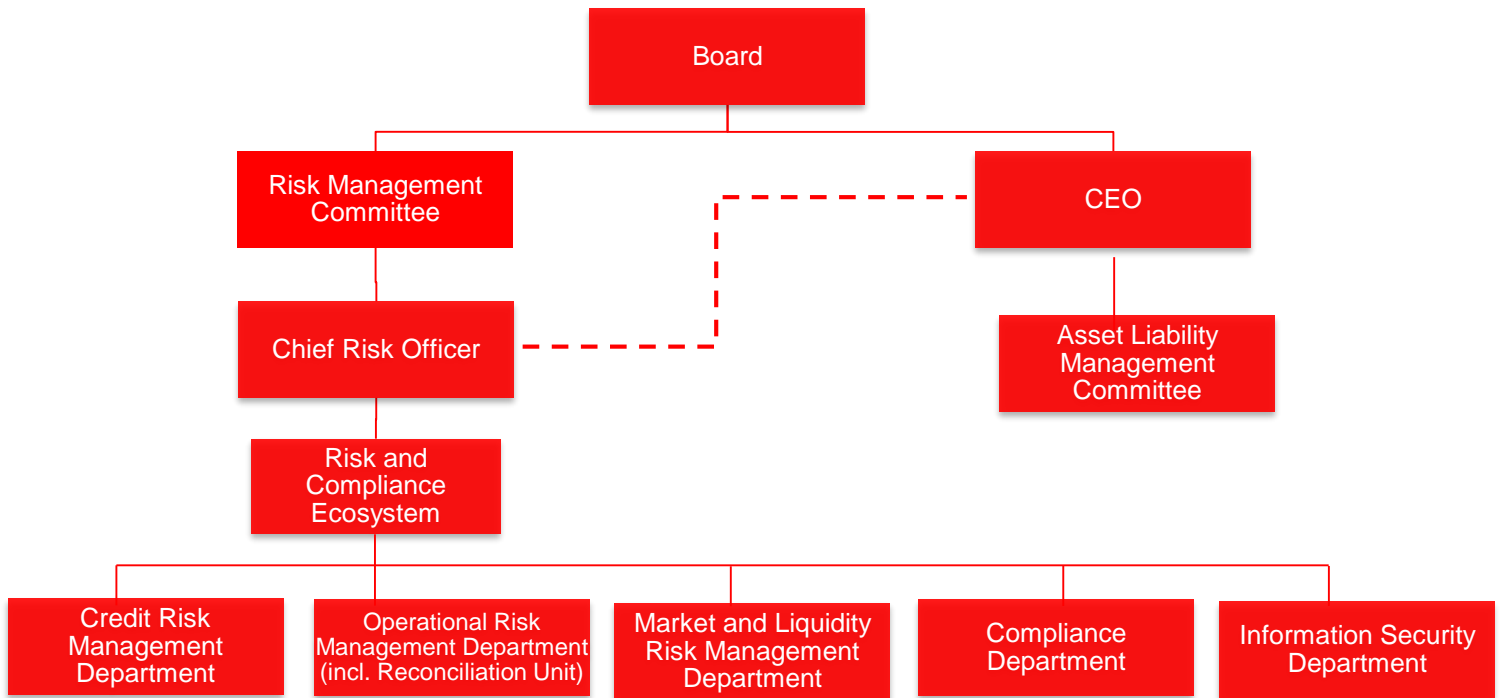 Board
Risk Management
Committee
CEO
Chief Risk Officer
Asset Liability
Management
Committee
Risk and
Compliance
Ecosystem
Credit Risk
Management
Department
Operational Risk
Management Department
(incl. Reconciliation Unit)
Market and Liquidity
Risk Management
Department
Compliance
Department
Information Security
Department